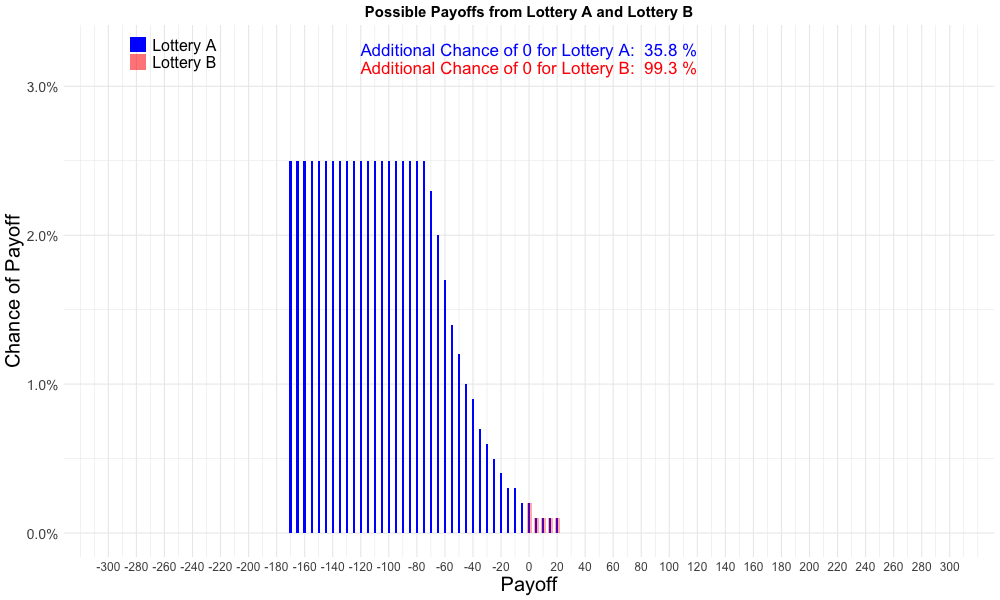 Possible Payoffs from Lottery A and Lottery B
Lottery A
Lottery B
Additional Chance of 0 for Lottery A: 35.8 %
Additional Chance of 0 for Lottery B: 99.3 %
Chance of Payoff
3.0%
2.0%
1.0%
0.0%
-300 -280 -260 -240 -220 -200 -180 -160 -140 -120 -100 -80 -60 -40 -20 0 20 40 60 80 100 120 140 160 180 200 220 240 260 280 300
Payoff